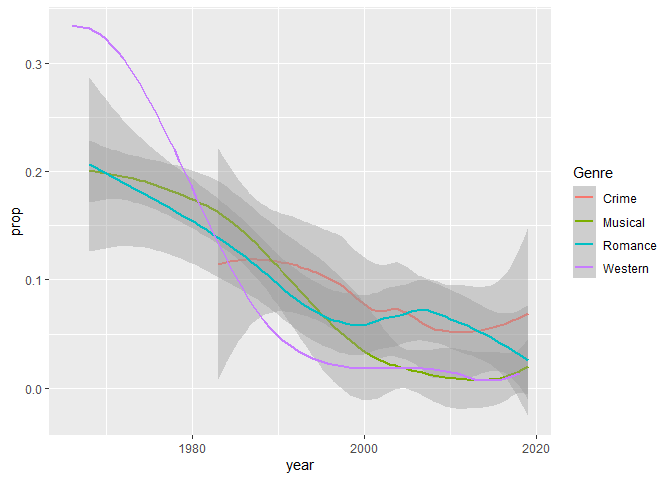 0.3
0.2
0.1
0.0
prop
1980
2000
2020
year
Genre
Crime
Musical
Romance
Western